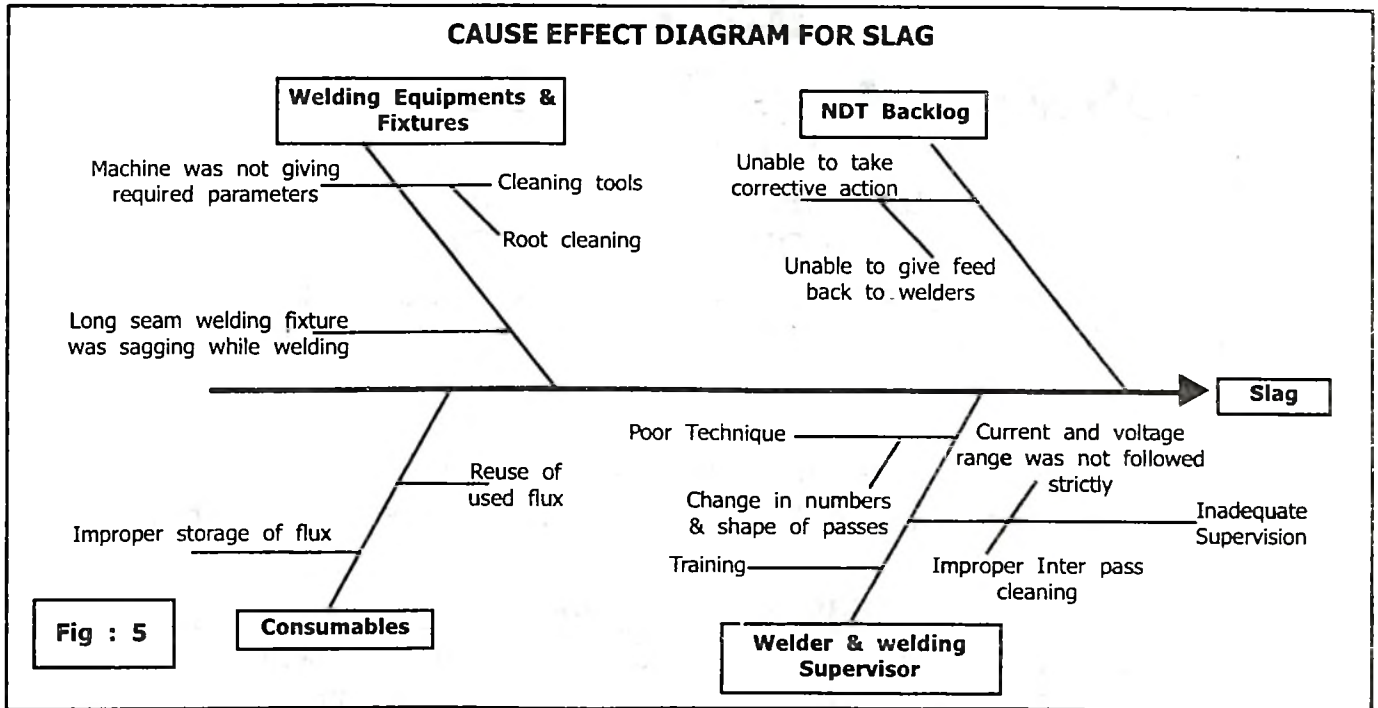 CAUSE EFFECT DIAGRAM FOR SLAG
Welding Equipments &
Fixtures
NDT Backlog
Machine was not giving
required parameters
Cleaning tools
Root cleaning
Unable to take
corrective action
Unable to give feed
back to welders
Long seam welding fixture
was sagging while welding
Slag
Poor Technique
Current and voltage
range was not followed
strictly
Reuse of
used flux
Change in numbers
& shape of passes
Inadequate
Supervision
Improper storage of flux
Training
Improper Inter pass
cleaning
Fig : 5
Consumables
Welder & welding
Supervisor